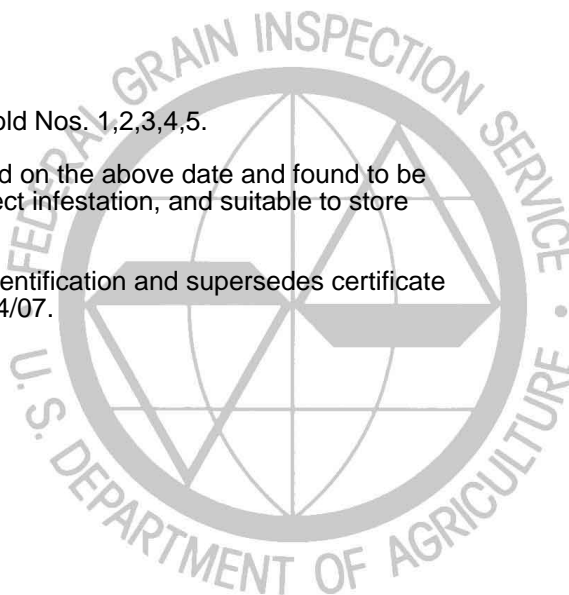 old Nos. 1,2,3,4,5.
d on the above date and found to be
ect infestation, and suitable to store
entification and supersedes certificate
4/07.
FEDERAL GRAIN INSPECTION SERVICE •
U. S. DEPARTMENT OF AGRICULTURE